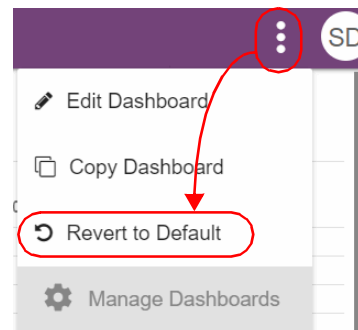 SD
Edit Dashboard
Copy Dashboard
Revert to Default
Manage Dashboards